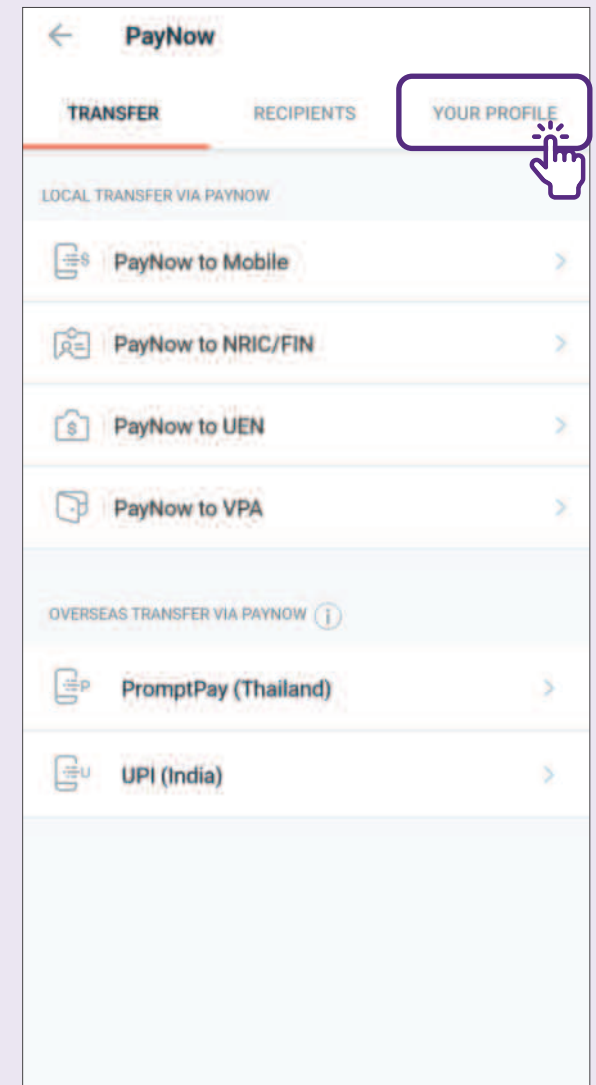 PayNow
TRANSFER RECIPIENTS YOUR PROFILE
LOCAL TRANSFER VIA PAYNOW
PayNow to Mobile
PayNow to NRIC/FIN
PayNow to UEN
PayNow to VPA
OVERSEAS TRANSFER VIA PAYNOW
PromptPay (Thailand)
UPI (India)